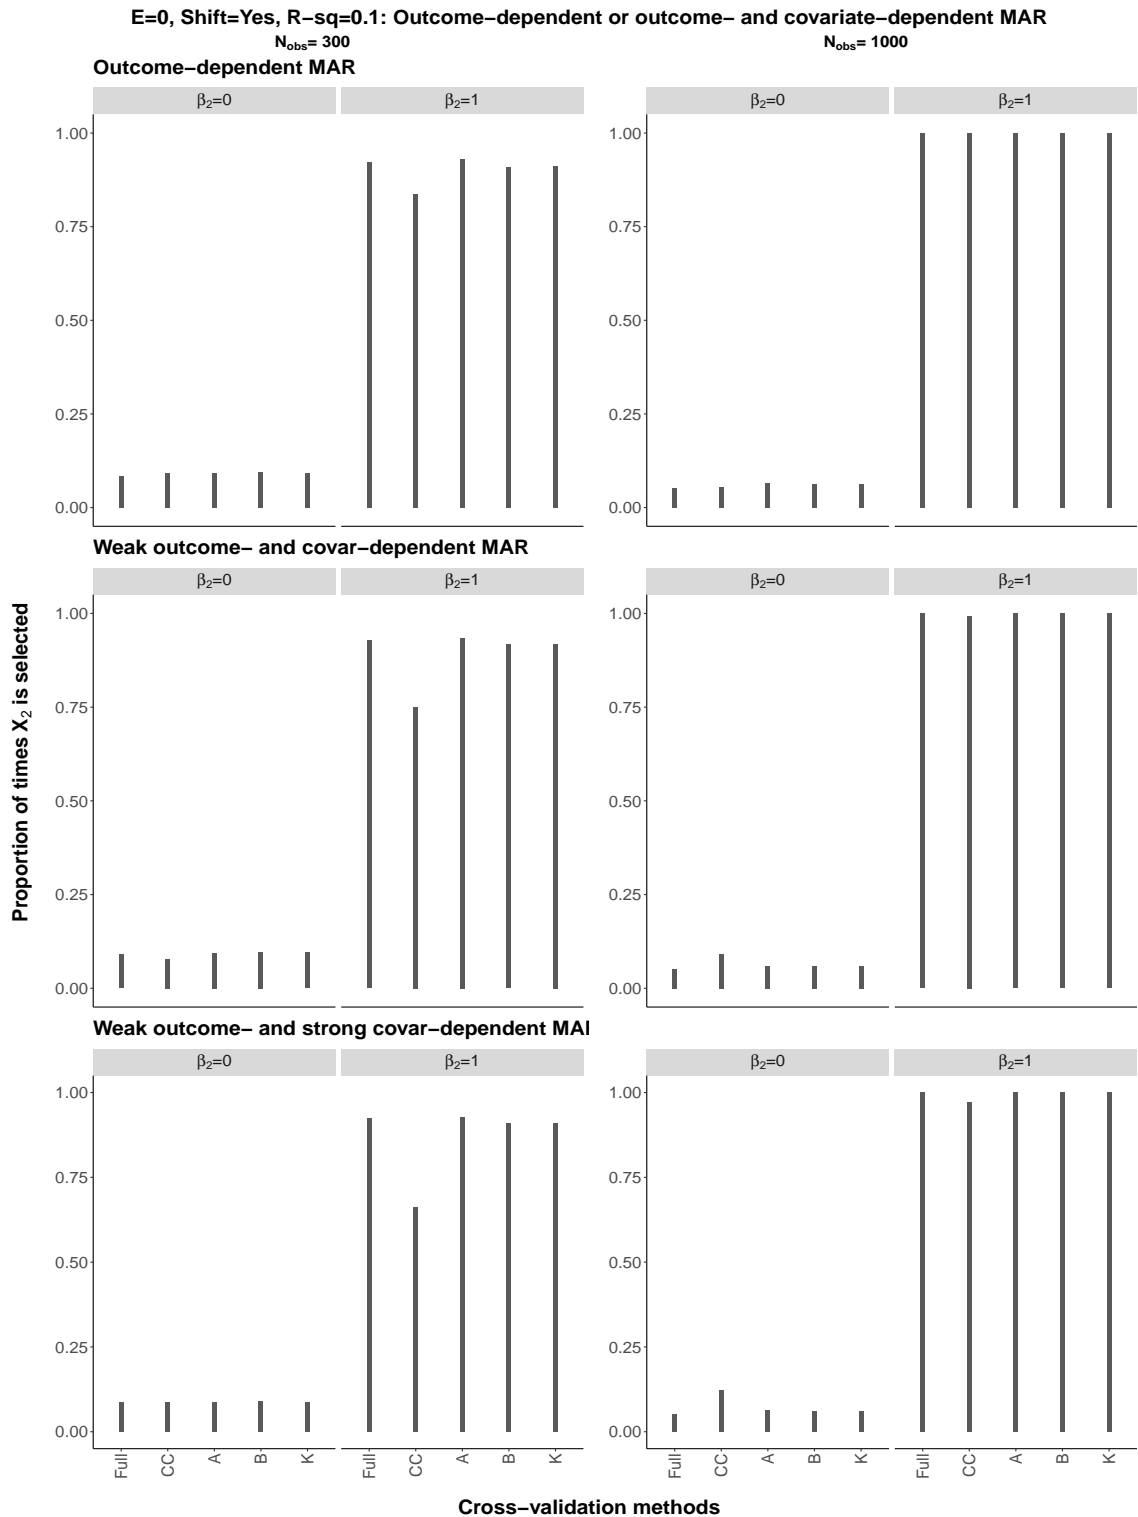 E=0, Shift=Yes, R−sq=0.1: Outcome−dependent or outcome− and covariate−dependent MAR
N_obs= 300
N_obs= 1000
Outcome−dependent MAR
β₂=0
β₂=1
β₂=0
β₂=1
1.00
0.75
0.50
0.25
0.00
1.00
0.75
0.50
0.25
0.00
Weak outcome− and covar−dependent MAR
β₂=0
β₂=1
β₂=0
β₂=1
1.00
0.75
0.50
0.25
0.00
1.00
0.75
0.50
0.25
0.00
Proportion of times X₂ is selected
Weak outcome− and strong covar−dependent MAI
β₂=0
β₂=1
β₂=0
β₂=1
1.00
0.75
0.50
0.25
0.00
1.00
0.75
0.50
0.25
0.00
Full CC A B K
Full CC A B K
Full CC A B K
Full CC A B K
Cross−validation methods